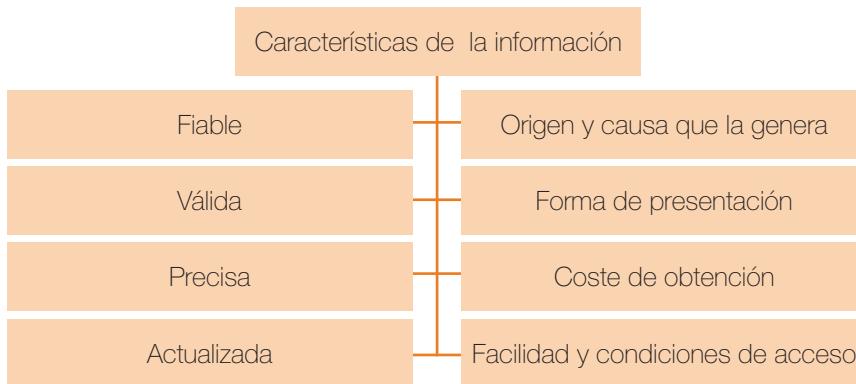 Características de la información
Fiable
Origen y causa que la genera
Válida
Forma de presentación
Precisa
Coste de obtención
Actualizada
Facilidad y condiciones de acceso